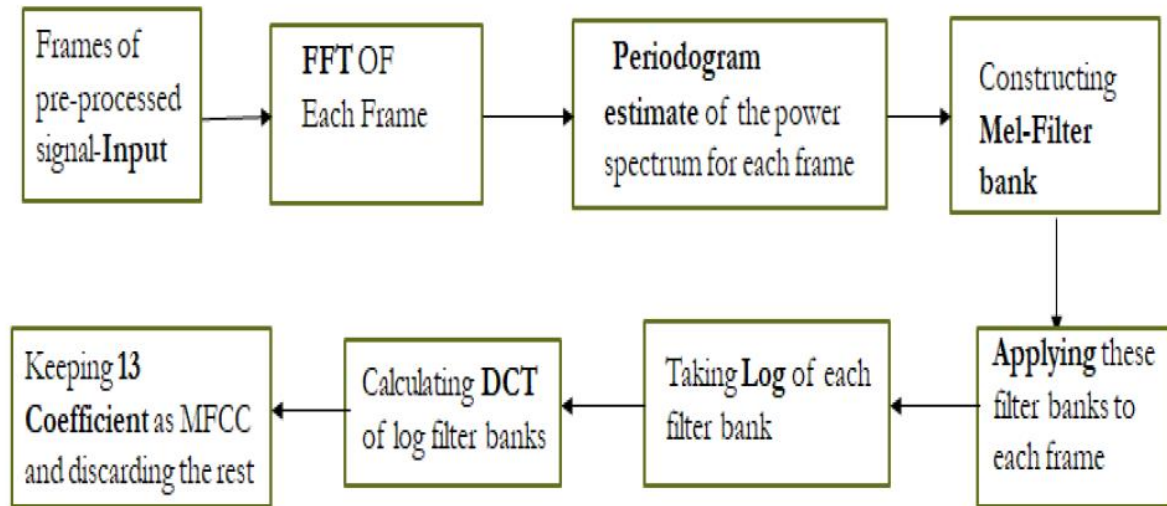 Frames of
pre-processed
signal-Input
FFT OF
Each Frame
Periodogram
estimate of the power
spectrum for each frame
Constructing
Mel-Filter
bank
Applying these
filter banks to
each frame
Taking Log of each
filter bank
Calculating DCT
of log filter banks
Keeping 13
Coefficient as MFCC
and discarding the rest